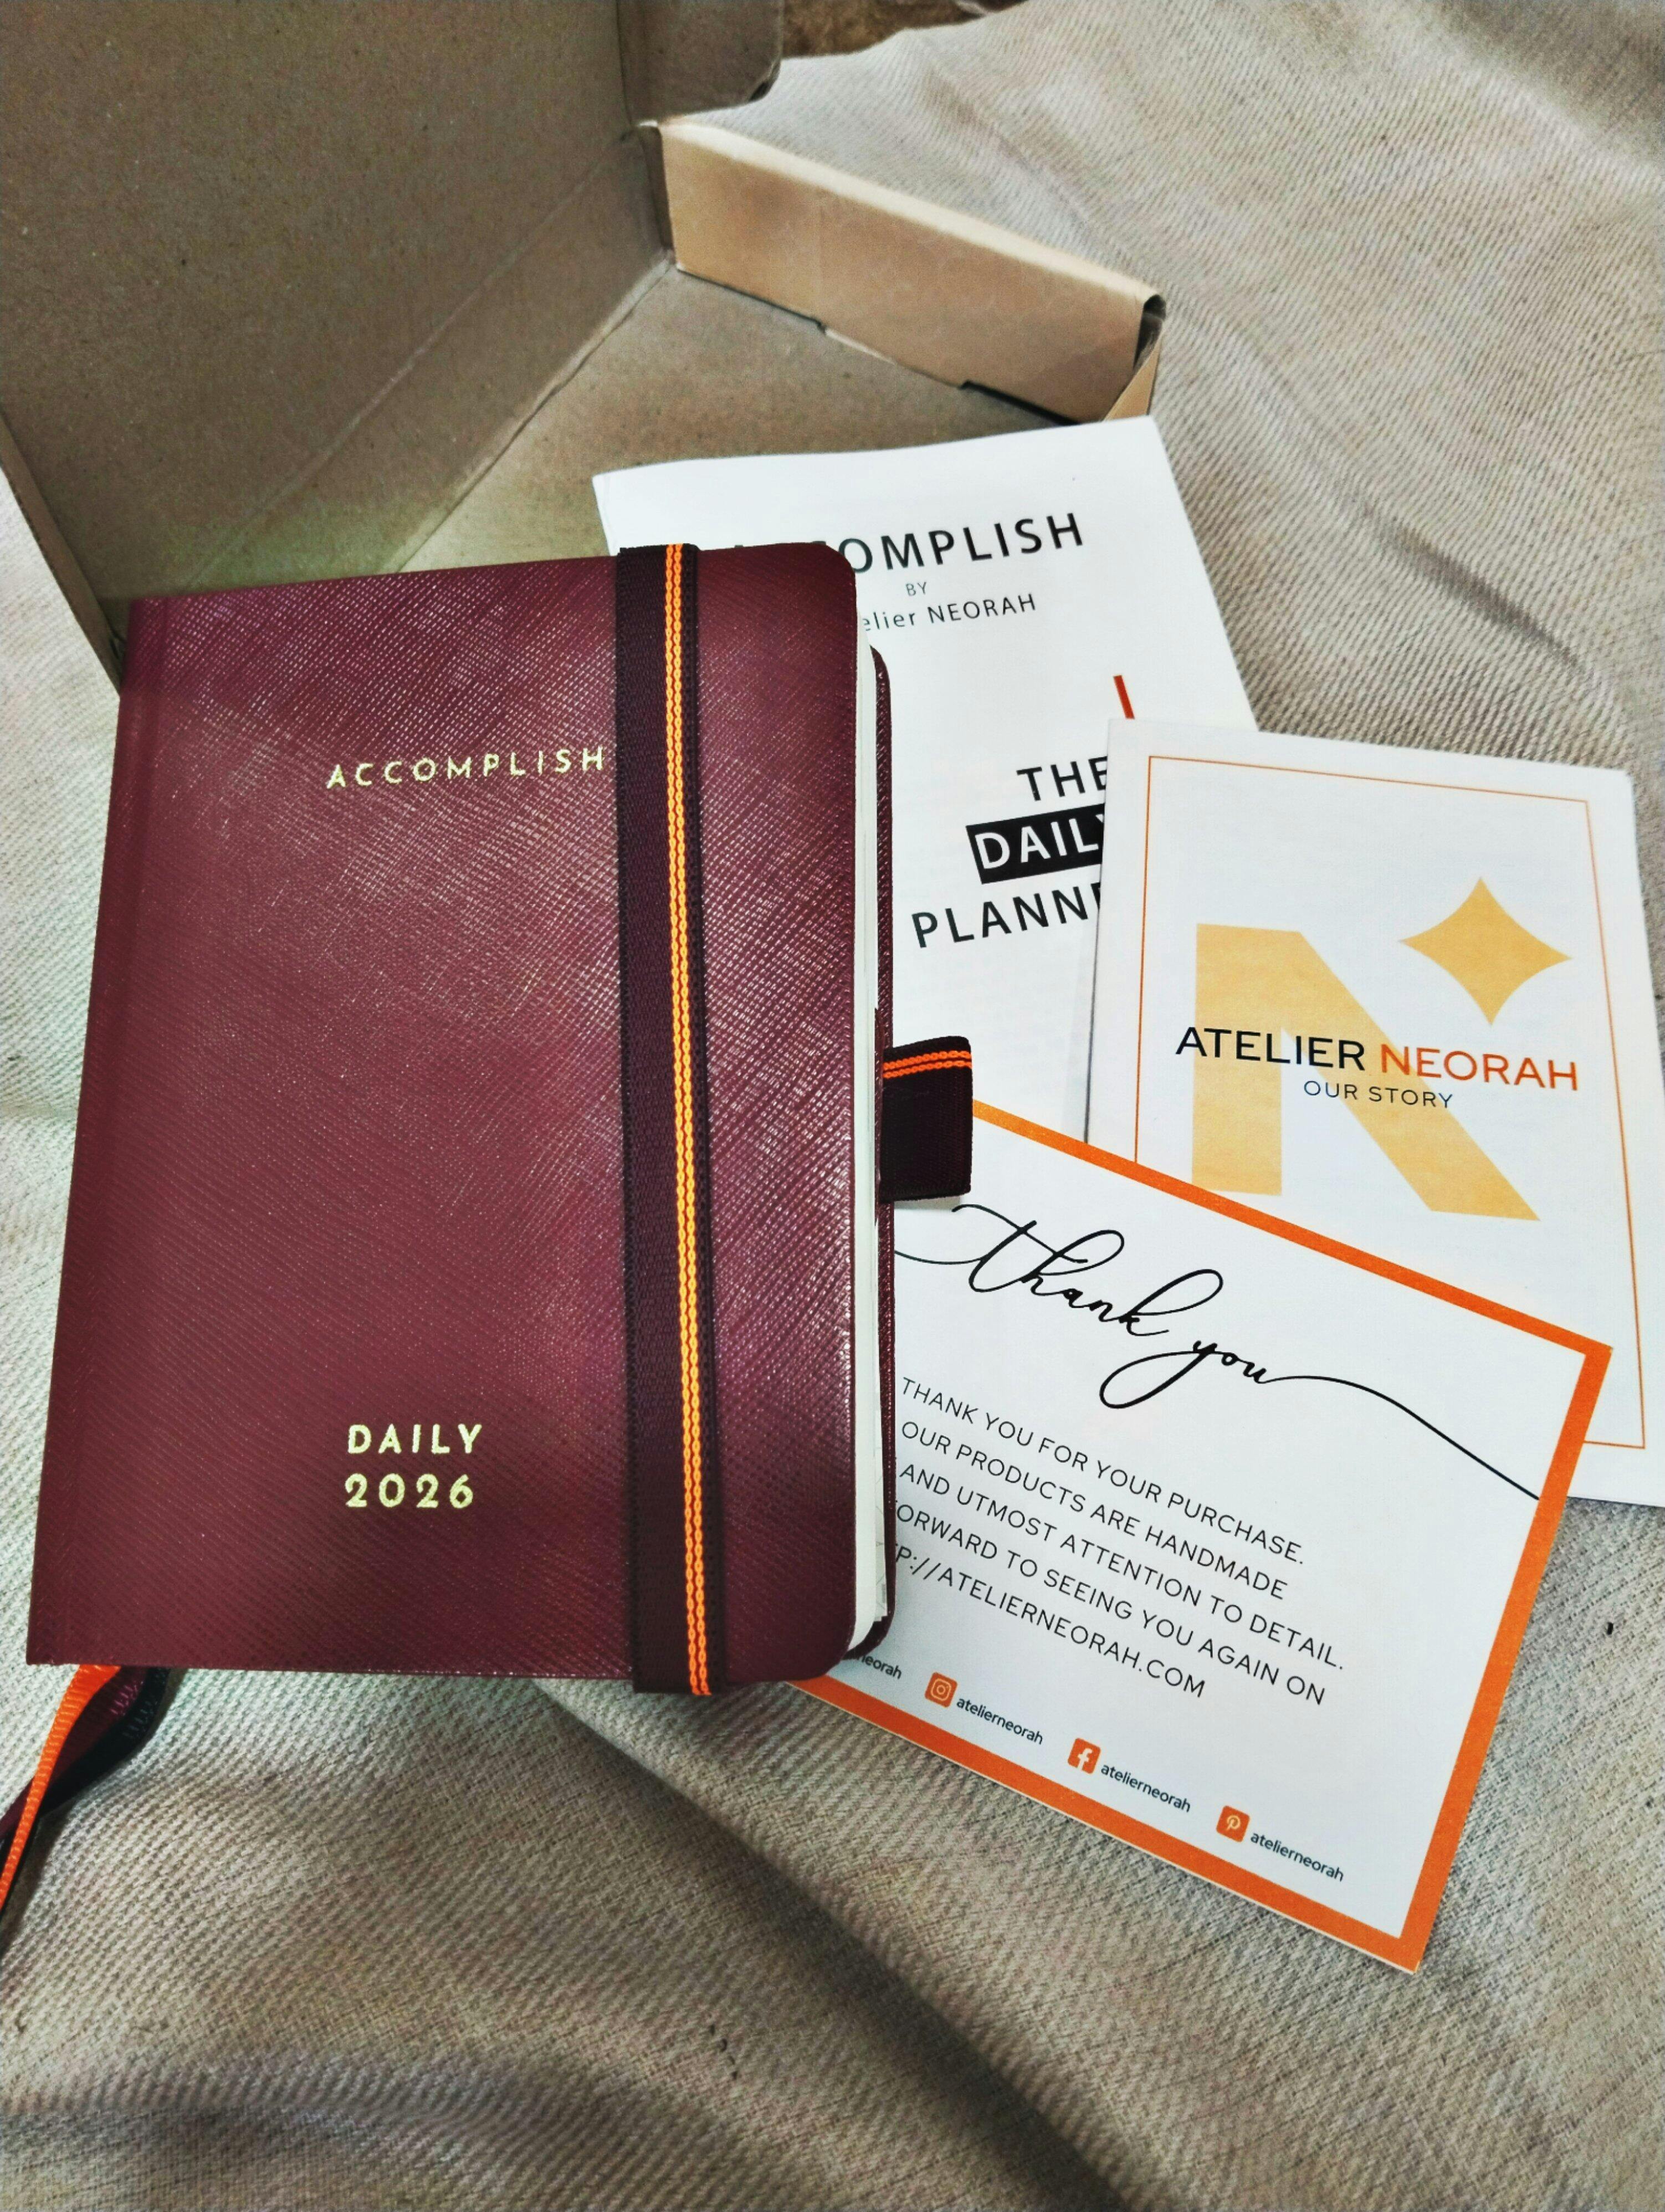 ACCOMPLISH
DAILY
2026
OMPLISH
BY
elier NEORAH
THE
DAILY
PLANN
ATELIER NEORAH
OUR STORY
thank you
THANK YOU FOR YOUR PURCHASE.
OUR PRODUCTS ARE HANDMADE
AND UTMOST ATTENTION TO DETAIL.
ORWARD TO SEEING YOU AGAIN ON
P://ATELIERNEORAH.COM
neorah
atelierneorah
atelierneorah
atelierneorah